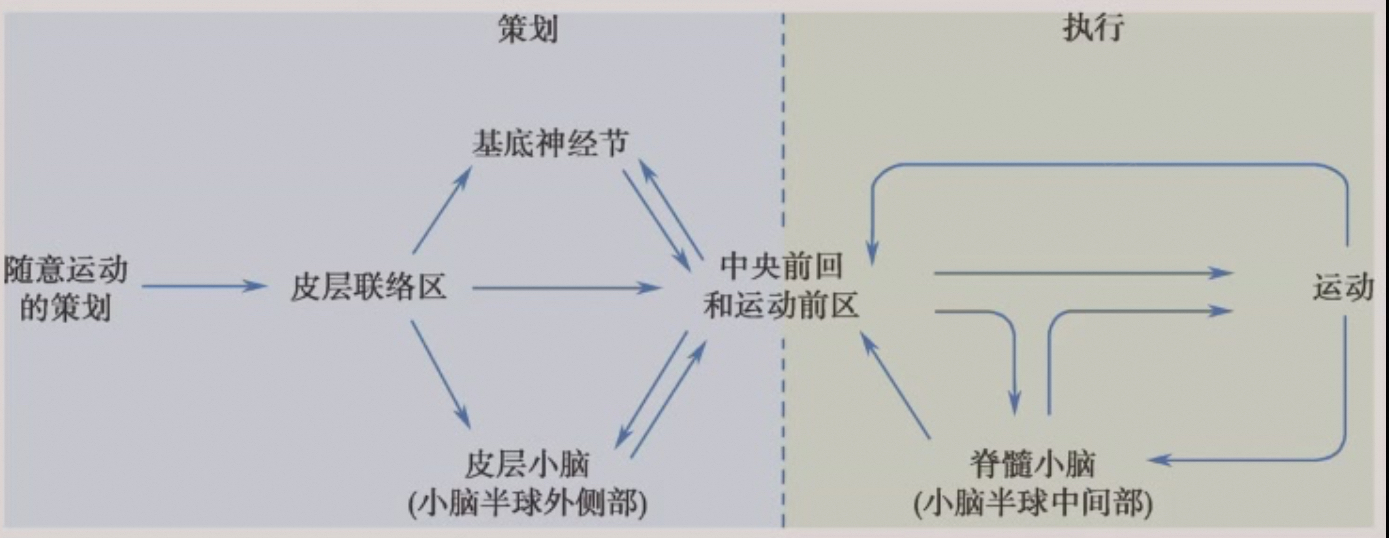 策划
执行
基底神经节
随意运动
的策划
皮层联络区
中央前回
和运动前区
运动
皮层小脑
(小脑半球外侧部)
脊髓小脑
(小脑半球中间部)